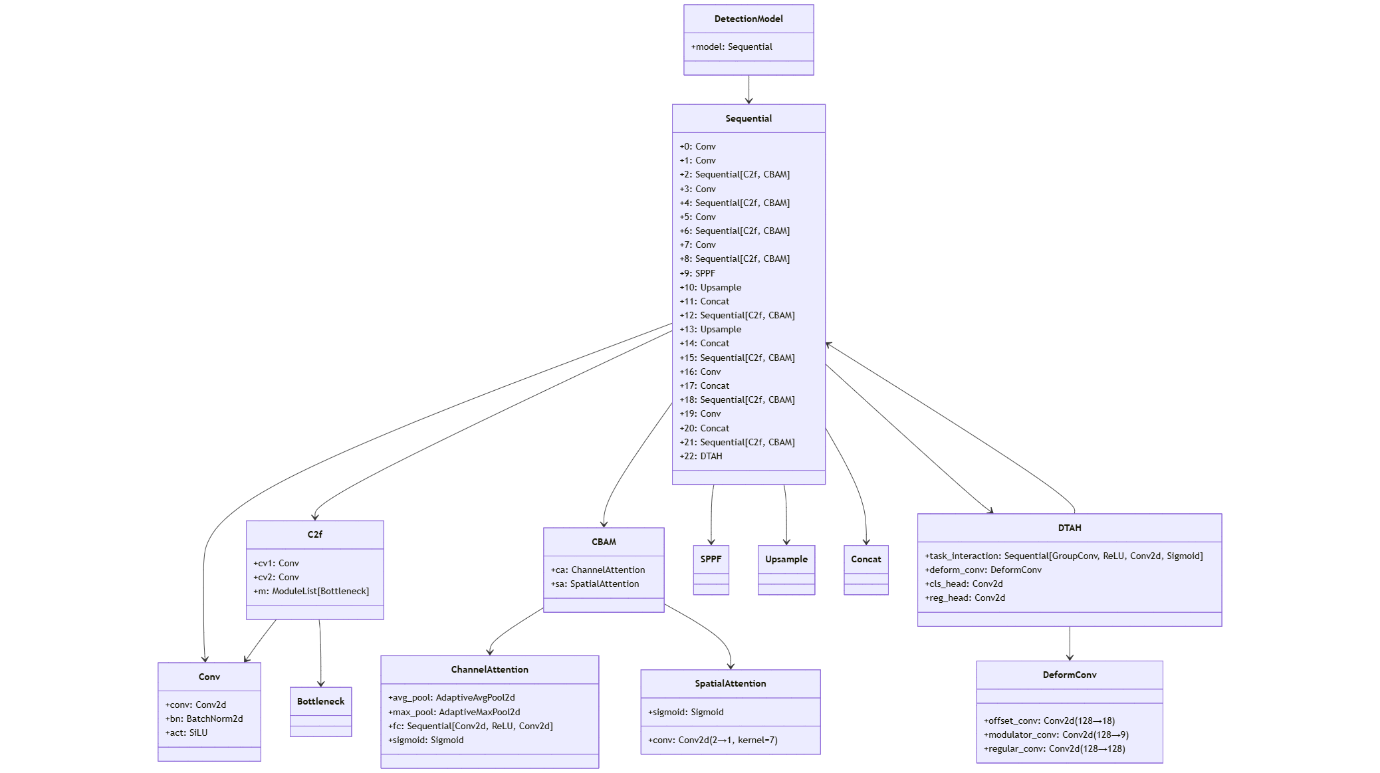 DetectionModel
+model: Sequential
Sequential
+0: Conv
+1: Conv
+2: Sequential[C2f, CBAM]
+3: Conv
+4: Sequential[C2f, CBAM]
+5: Conv
+6: Sequential[C2f, CBAM]
+7: Conv
+8: Sequential[C2f, CBAM]
+9: SPPF
+10: Upsample
+11: Concat
+12: Sequential[C2f, CBAM]
+13: Upsample
+14: Concat
+15: Sequential[C2f, CBAM]
+16: Conv
+17: Concat
+18: Sequential[C2f, CBAM]
+19: Conv
+20: Concat
+21: Sequential[C2f, CBAM]
+22: DTAH
C2f
+cv1: Conv
+cv2: Conv
+m: ModuleList[Bottleneck]
CBAM
+ca: ChannelAttention
+sa: SpatialAttention
SPPF
Upsample
Concat
DTAH
+task_interaction: Sequential[GroupConv, ReLU, Conv2d, Sigmoid]
+deform_conv: DeformConv
+cls_head: Conv2d
+reg_head: Conv2d
Conv
+conv: Conv2d
+bn: BatchNorm2d
+act: SiLU
Bottleneck
ChannelAttention
+avg_pool: AdaptiveAvgPool2d
+max_pool: AdaptiveMaxPool2d
+fc: Sequential[Conv2d, ReLU, Conv2d]
+sigmoid: Sigmoid
SpatialAttention
+sigmoid: Sigmoid
+conv: Conv2d(2→1, kernel=7)
DeformConv
+offset_conv: Conv2d(128→18)
+modulator_conv: Conv2d(128→9)
+regular_conv: Conv2d(128→128)